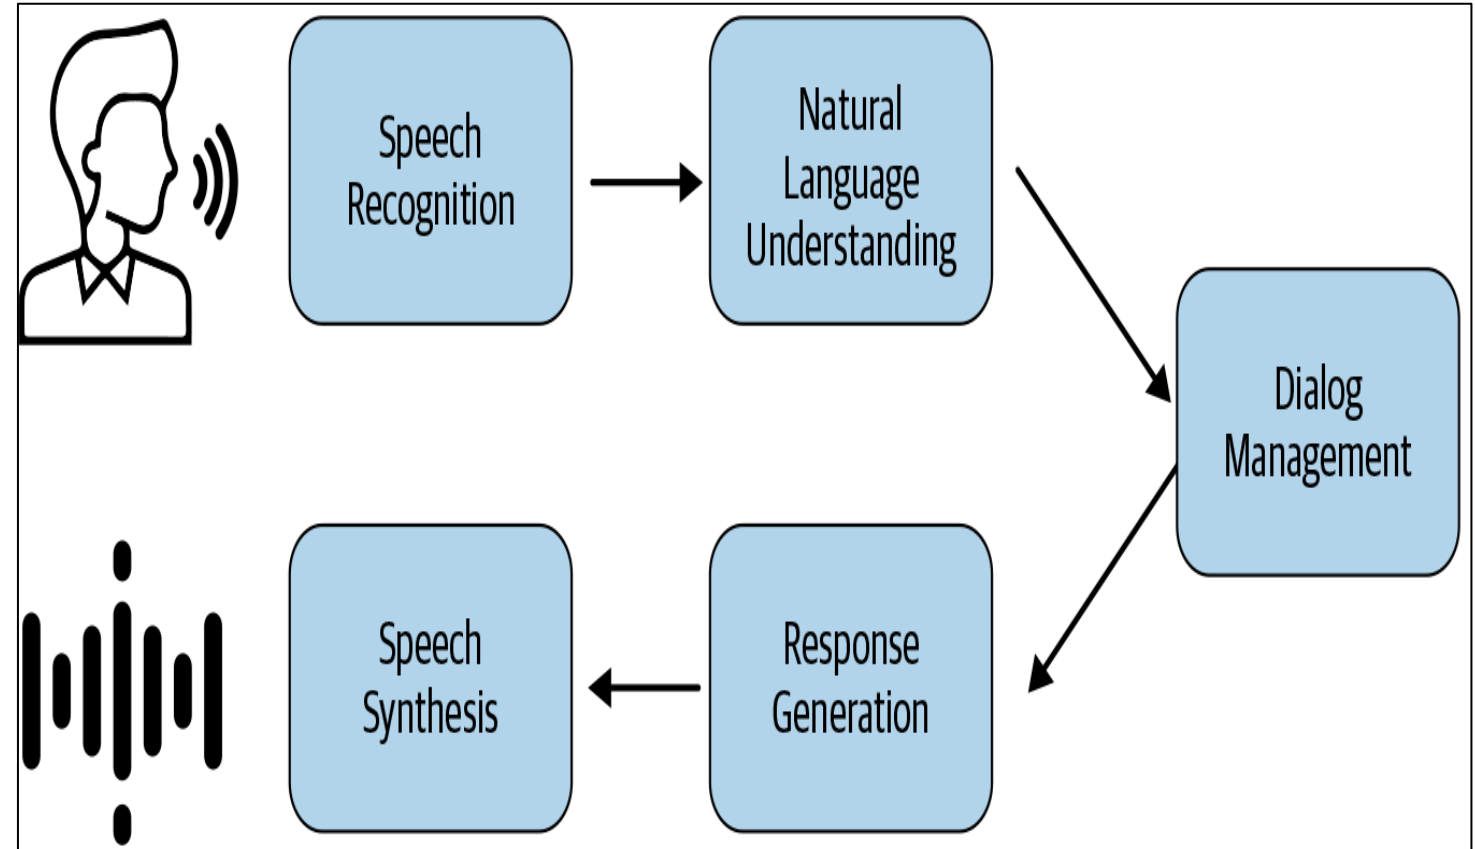 Speech
Recognition
Natural
Language
Understanding
Dialog
Management
Response
Generation
Speech
Synthesis